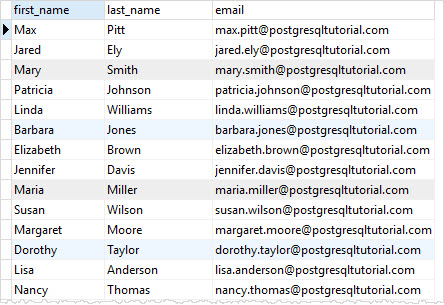 first_name last_name email
Max Pitt max.pitt@postgresqltutorial.com
Jared Ely jared.ely@postgresqltutorial.com
Mary Smith mary.smith@postgresqltutorial.com
Patricia Johnson patricia.johnson@postgresqltutorial.com
Linda Williams linda.williams@postgresqltutorial.com
Barbara Jones barbara.jones@postgresqltutorial.com
Elizabeth Brown elizabeth.brown@postgresqltutorial.com
Jennifer Davis jennifer.davis@postgresqltutorial.com
Maria Miller maria.miller@postgresqltutorial.com
Susan Wilson susan.wilson@postgresqltutorial.com
Margaret Moore margaret.moore@postgresqltutorial.com
Dorothy Taylor dorothy.taylor@postgresqltutorial.com
Lisa Anderson lisa.anderson@postgresqltutorial.com
Nancy Thomas nancy.thomas@postgresqltutorial.com